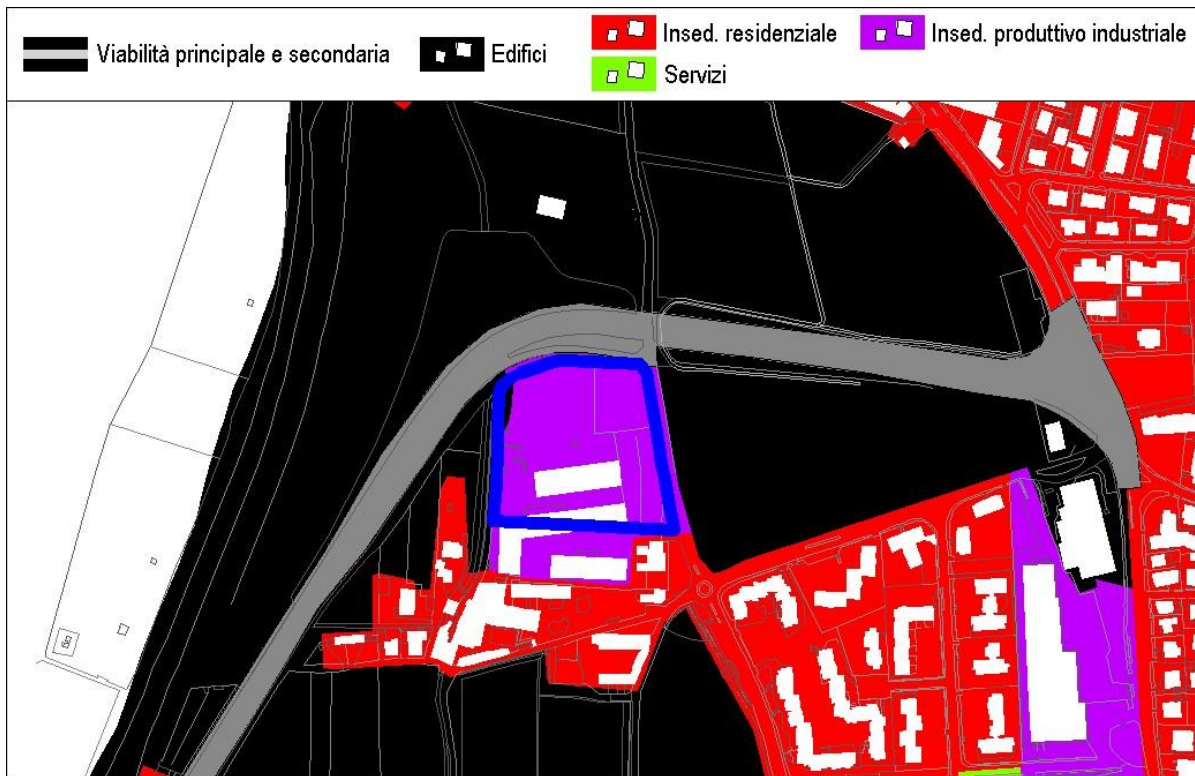 Viabilità principale e secondaria
Edifici
Insed. residenziale
Insed. produttivo industriale
Servizi